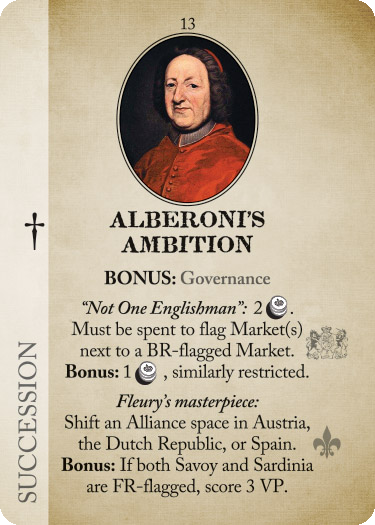 13
ALBERONI'S
AMBITION
BONUS: Governance
“Not One Englishman”: 2 .
Must be spent to flag Market(s)
next to a BR-flagged Market.
Bonus: 1 , similarly restricted.
Fleury's masterpiece:
Shift an Alliance space in Austria,
the Dutch Republic, or Spain.
Bonus: If both Savoy and Sardinia
are FR-flagged, score 3 VP.
SUCCESSION